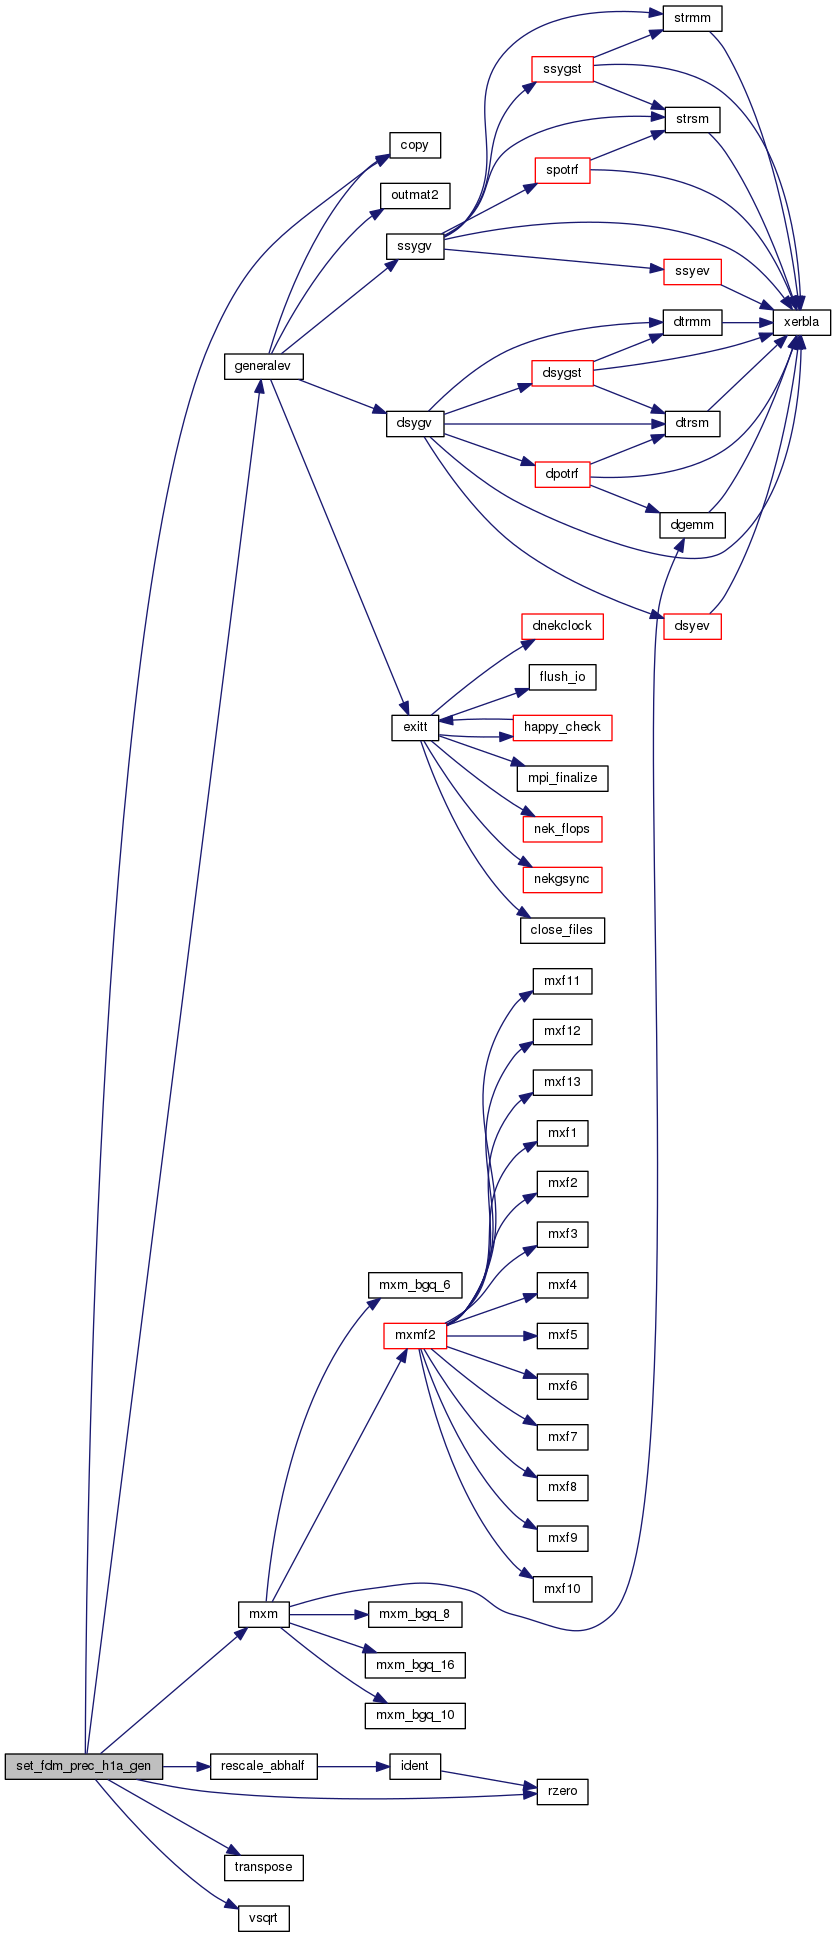 strmm
ssygst
strsm
copy
spotrf
outmat2
ssygv
ssyev
dtrmm
xerbla
generalev
dsygst
dsygv
dtrsm
dpotrf
dgemm
dnekclock
dsyev
flush_io
exitt
happy_check
mpi_finalize
nek_flops
nekgsync
close_files
mxf11
mxf12
mxf13
mxf1
mxf2
mxf3
mxm_bgq_6
mxf4
mxmf2
mxf5
mxf6
mxf7
mxf8
mxf9
mxf10
mxm
mxm_bgq_8
mxm_bgq_16
mxm_bgq_10
set_fdm_prec_h1a_gen
rescale_abhalf
ident
rzero
transpose
vsqrt